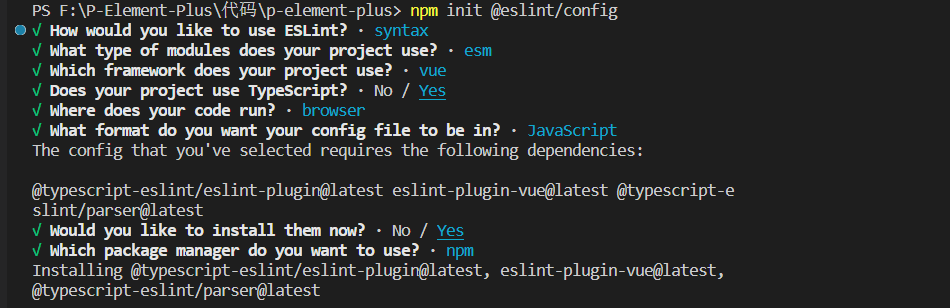 PS F:\P-Element-Plus\代码\p-element-plus> npm init @eslint/config
√ How would you like to use ESLint? · syntax
√ What type of modules does your project use? · esm
√ Which framework does your project use? · vue
√ Does your project use TypeScript? · No / Yes
√ Where does your code run? · browser
√ What format do you want your config file to be in? · JavaScript
The config that you've selected requires the following dependencies:
@typescript-eslint/eslint-plugin@latest eslint-plugin-vue@latest @typescript-e
slint/parser@latest
√ Would you like to install them now? · No / Yes
√ Which package manager do you want to use? · npm
Installing @typescript-eslint/eslint-plugin@latest, eslint-plugin-vue@latest,
@typescript-eslint/parser@latest